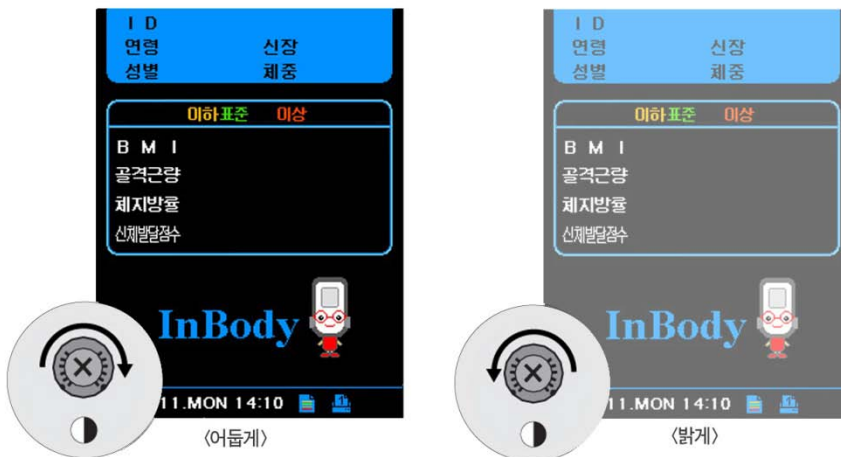 I D
연령 신장
성별 체중
이하표준 이상
B M I
골격근량
체지방율
신체발달점수
InBody
11.MON 14:10
〈어둡게〉
I D
연령 신장
성별 체중
이하표준 이상
B M I
골격근량
체지방율
신체발달점수
InBody
11.MON 14:10
〈밝게〉